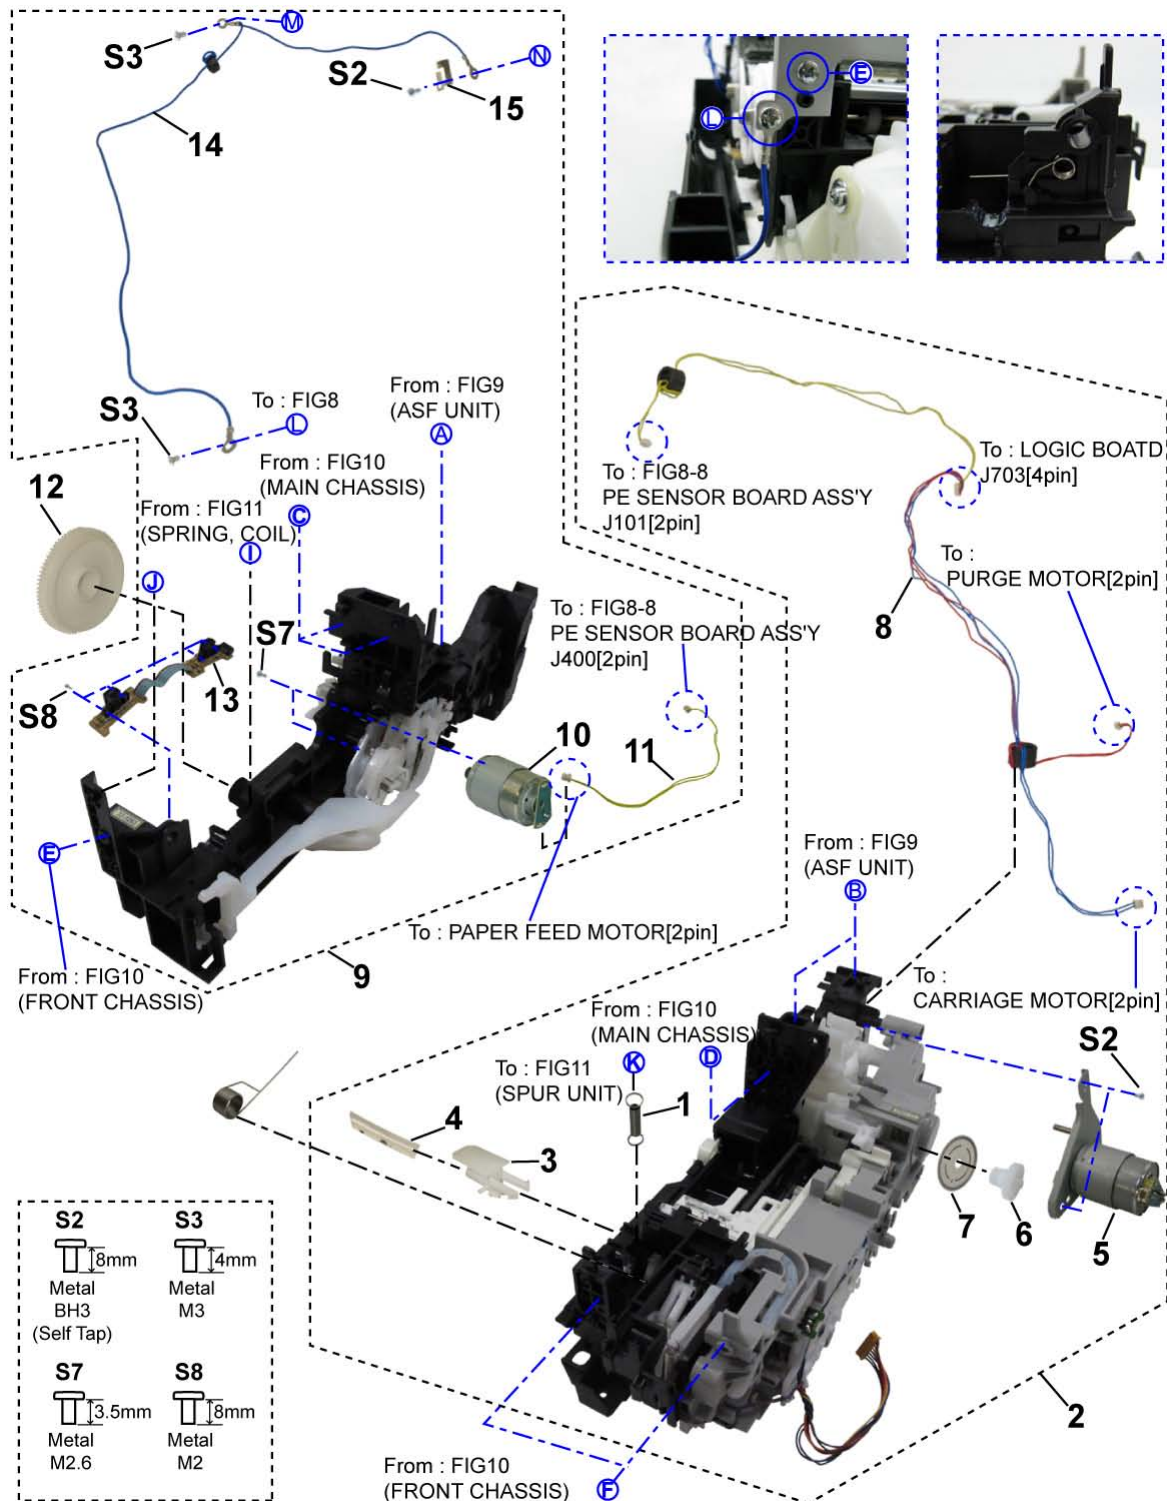 S3
M
S2
N
15
14
E
L
S3
To : FIG8
L
From : FIG9
(ASF UNIT)
A
From : FIG10
(MAIN CHASSIS)
C
12
From : FIG11
(SPRING, COIL)
I
J
To : FIG8-8
PE SENSOR BOARD ASS'Y
J101[2pin]
To : LOGIC BOATD
J703[4pin]
To :
PURGE MOTOR[2pin]
8
S7
To : FIG8-8
PE SENSOR BOARD ASS'Y
J400[2pin]
13
S8
10
11
E
From : FIG10
(FRONT CHASSIS)
To : PAPER FEED MOTOR[2pin]
9
From : FIG9
(ASF UNIT)
B
To :
CARRIAGE MOTOR[2pin]
From : FIG10
(MAIN CHASSIS)
D
To : FIG11
(SPUR UNIT)
K
1
S2
4
3
7
6
5
S2
8mm
Metal
BH3
(Self Tap)
S3
4mm
Metal
M3
S7
3.5mm
Metal
M2.6
S8
8mm
Metal
M2
2
From : FIG10
(FRONT CHASSIS)
F